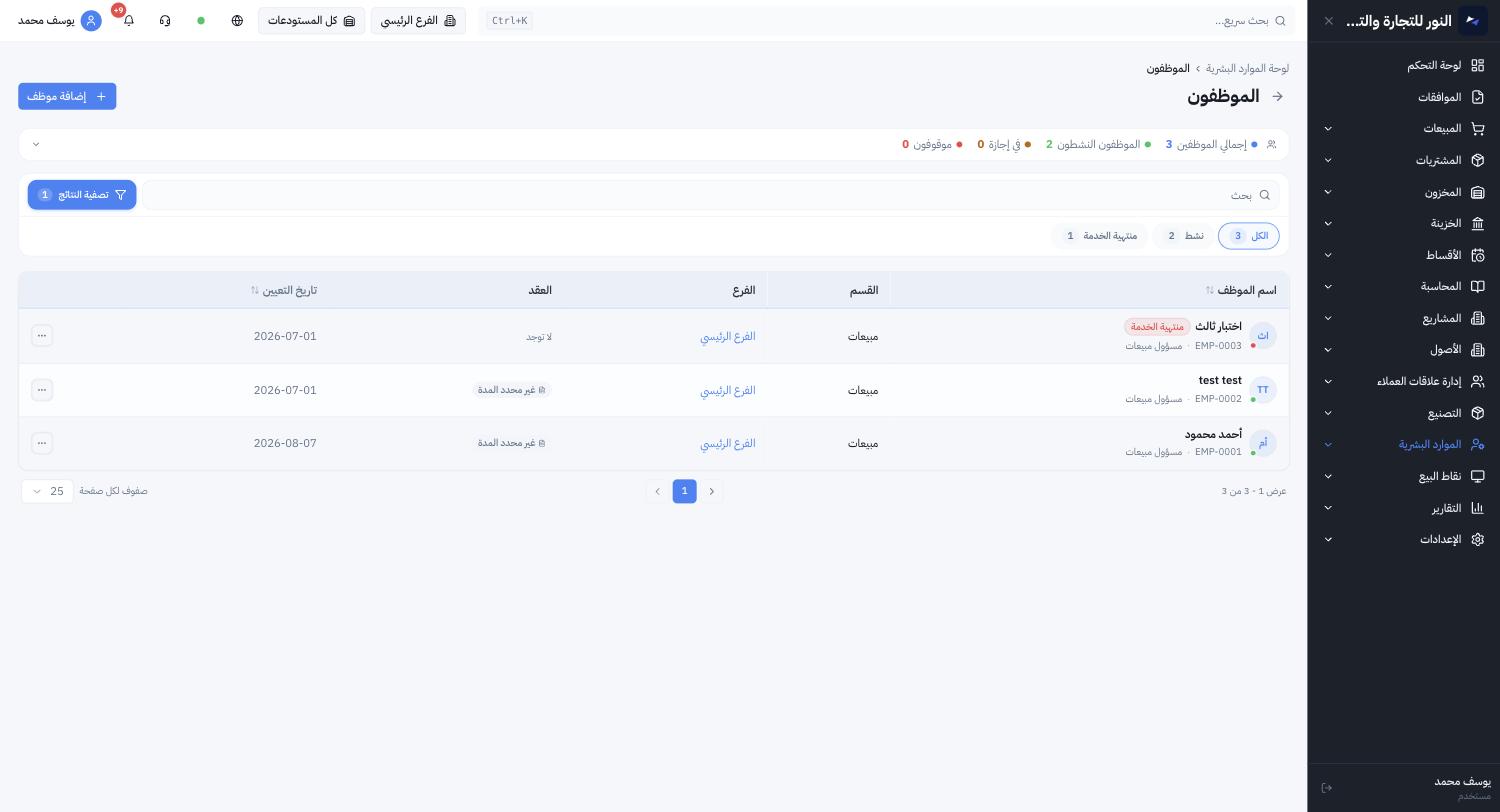 النور للتجارة والتـ...
لوحة التحكم
الموافقات
المبيعات
المشتريات
المخزون
الخزينة
الأقساط
المحاسبة
المشاريع
الأصول
إدارة علاقات العملاء
التصنيع
الموارد البشرية
نقاط البيع
التقارير
الإعدادات
يوسف محمد
مستخدم
بحث سريع... Ctrl+K
الفرع الرئيسي
كل المستودعات
+9
يوسف محمد
لوحة الموارد البشرية › الموظفون
الموظفون
+ إضافة موظف
إجمالي الموظفين 3 الموظفون النشطون 2 في إجازة 0 موقوفون 0
بحث
تصفية النتائج 1
الكل 3 نشط 2 منتهية الخدمة 1
اسم الموظف القسم الفرع العقد تاريخ التعيين
اث اختبار ثالث منتهية الخدمة
EMP-0003 · مسؤول مبيعات
مبيعات الفرع الرئيسي لا توجد 2026-07-01
TT test test
EMP-0002 · مسؤول مبيعات
مبيعات الفرع الرئيسي غير محدد المدة 2026-07-01
أم أحمد محمود
EMP-0001 · مسؤول مبيعات
مبيعات الفرع الرئيسي غير محدد المدة 2026-08-07
عرض 1 - 3 من 3
1
صفوف لكل صفحة 25